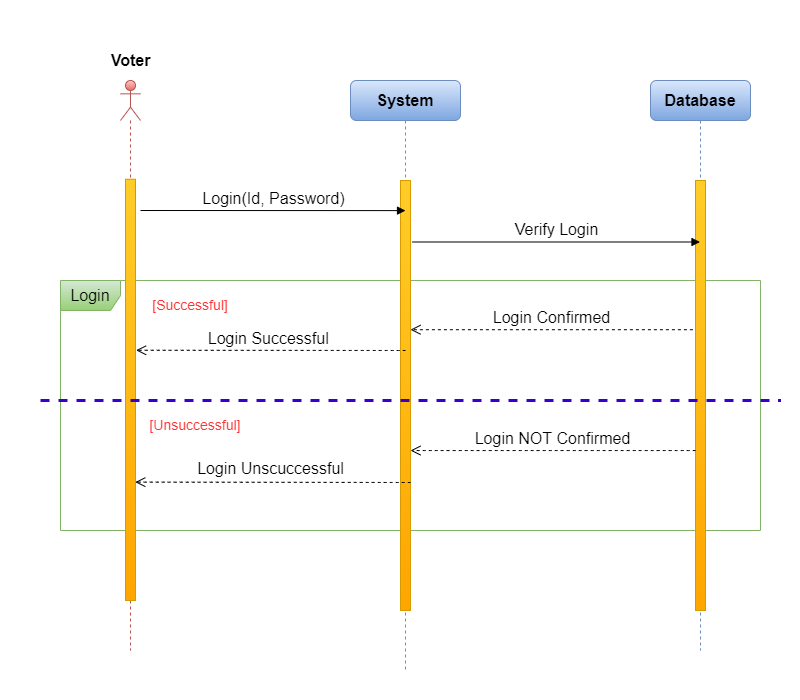 Voter
System
Database
Login(Id, Password)
Verify Login
Login
[Successful]
Login Confirmed
Login Successful
[Unsuccessful]
Login NOT Confirmed
Login Unscuccessful